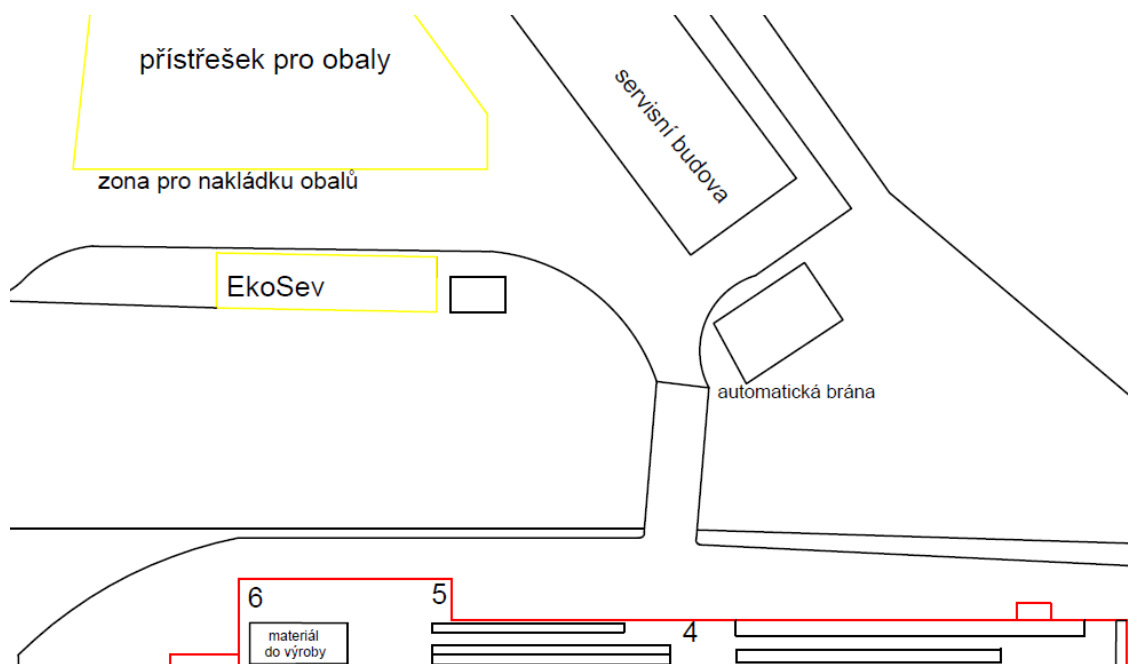 přístřešek pro obaly
zona pro nakládku obalů
servisní budova
EkoSev
automatická brána
6
5
4
materiál
do výroby